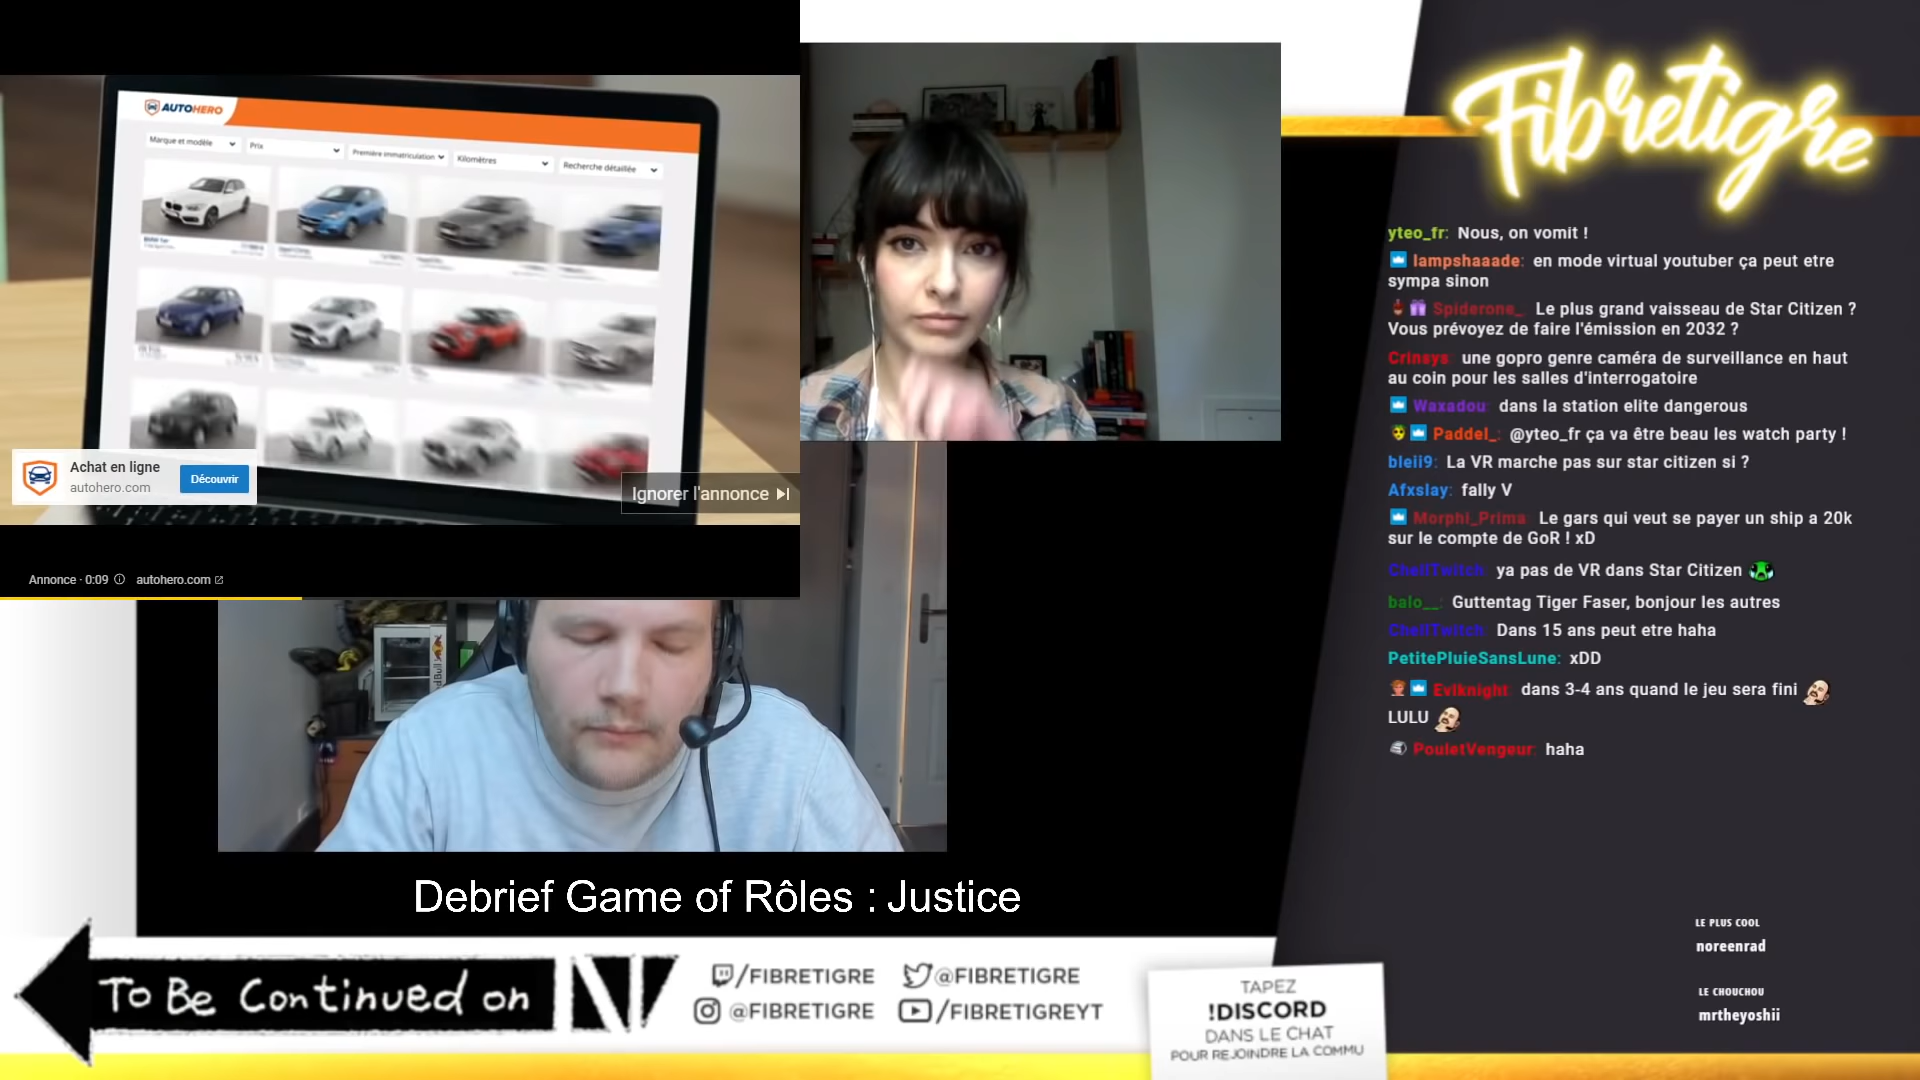 AUTOHERO
Marque et modèle
Prix
Première immatriculation
Kilomètres
Recherche détaillée
Achat en ligne
autohero.com
Découvrir
Ignorer l'annonce
Annonce · 0:09
autohero.com
Fibretigre
yteo_fr: Nous, on vomit !
lampshaaade: en mode virtual youtuber ça peut etre
sympa sinon
Spiderone_: Le plus grand vaisseau de Star Citizen ?
Vous prévoyez de faire l'émission en 2032 ?
Crinsys: une gopro genre caméra de surveillance en haut
au coin pour les salles d'interrogatoire
Waxadou: dans la station elite dangerous
Paddel_: @yteo_fr ça va être beau les watch party !
bleii9: La VR marche pas sur star citizen si ?
Afxslay: fally V
Morphi_Prima: Le gars qui veut se payer un ship a 20k
sur le compte de GoR ! xD
ya pas de VR dans Star Citizen
balo__: Guttentag Tiger Faser, bonjour les autres
Dans 15 ans peut etre haha
PetitePluieSansLune: xDD
Evlknight: dans 3-4 ans quand le jeu sera fini
LULU
PouletVengeur: haha
Debrief Game of Rôles : Justice
To Be Continued on
/FIBRETIGRE
@FIBRETIGRE
@FIBRETIGRE
/FIBRETIGREYT
TAPEZ
!DISCORD
DANS LE CHAT
POUR REJOINDRE LA COMMU
LE PLUS COOL
noreenrad
LE CHOUCHOU
mrtheyoshii